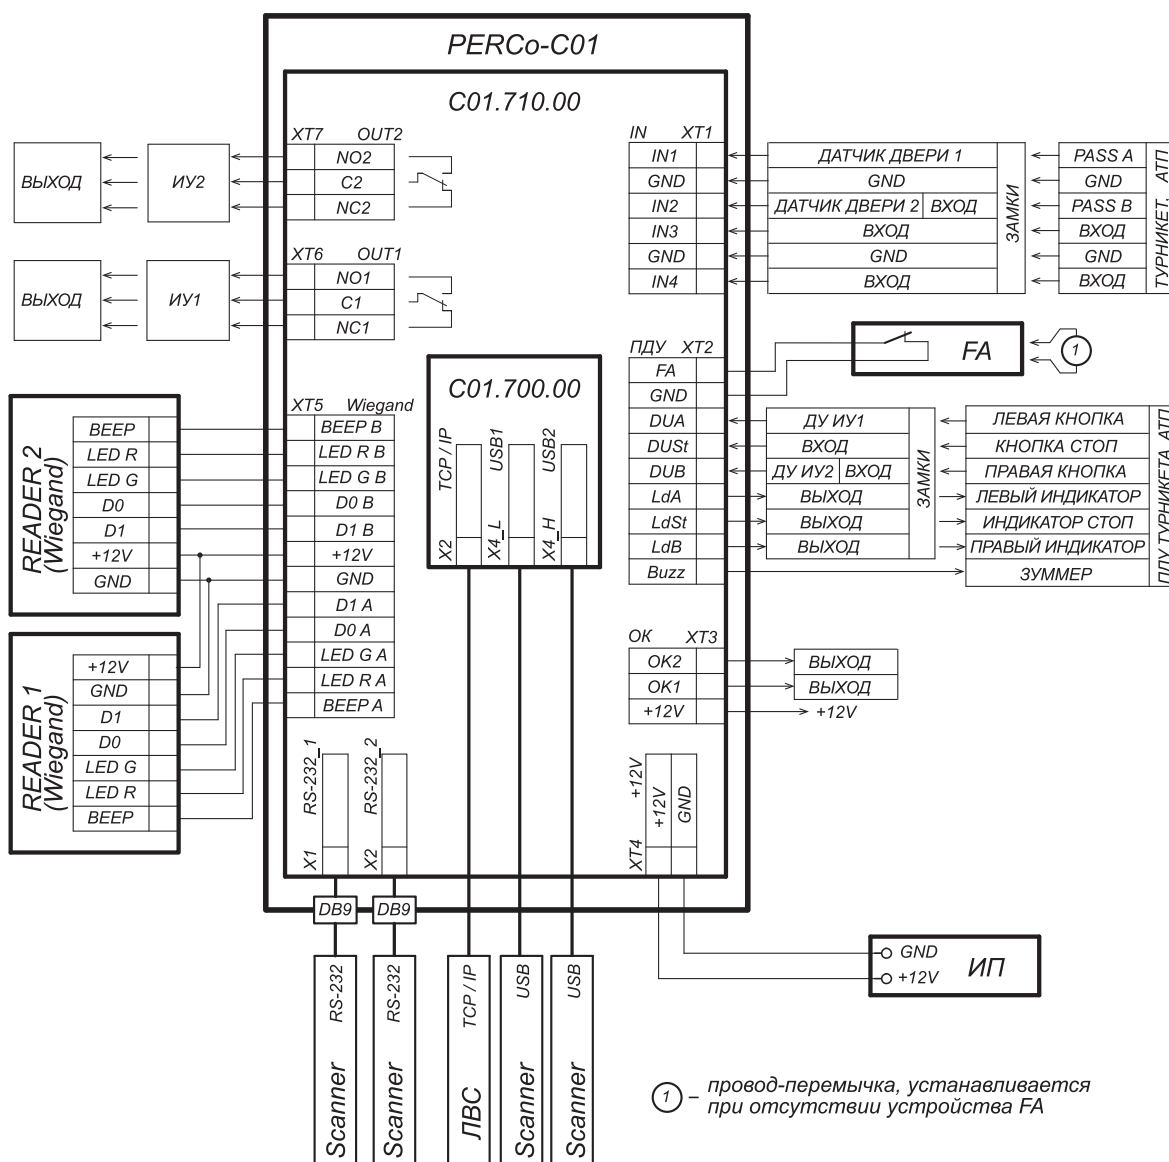 PERCo-C01
C01.710.00
XT7 OUT2
NO2
C2
NC2
ИУ2
ВЫХОД
XT6 OUT1
NO1
C1
NC1
ИУ1
ВЫХОД
XT5 Wiegand
BEEP B
LED R B
LED G B
D0 B
D1 B
+12V
GND
D1 A
D0 A
LED G A
LED R A
BEEP A
READER 2
(Wiegand)
BEEP
LED R
LED G
D0
D1
+12V
GND
READER 1
(Wiegand)
+12V
GND
D1
D0
LED G
LED R
BEEP
C01.700.00
X2 TCP / IP
X4_L USB1
X4_H USB2
IN XT1
IN1
GND
IN2
IN3
GND
IN4
ДАТЧИК ДВЕРИ 1
GND
ДАТЧИК ДВЕРИ 2 ВХОД
ВХОД
GND
ВХОД
ЗАМКИ
PASS A
GND
PASS B
ВХОД
GND
ВХОД
ТУРНИКЕТ, АТП
ПДУ XT2
FA
GND
DUA
DUSt
DUB
LdA
LdSt
LdB
Buzz
FA
1
ДУ ИУ1
ВХОД
ДУ ИУ2 ВХОД
ВЫХОД
ВЫХОД
ВЫХОД
ЗАМКИ
ЛЕВАЯ КНОПКА
КНОПКА СТОП
ПРАВАЯ КНОПКА
ЛЕВЫЙ ИНДИКАТОР
ИНДИКАТОР СТОП
ПРАВЫЙ ИНДИКАТОР
ЗУММЕР
ПДУ ТУРНИКЕТА, АТП
OK XT3
OK2
OK1
+12V
ВЫХОД
ВЫХОД
+12V
XT4 +12V
+12V
GND
X1 RS-232_1
X2 RS-232_2
DB9
DB9
Scanner RS-232
Scanner RS-232
ЛВС TCP / IP
Scanner USB
Scanner USB
GND
+12V
ИП
1 – провод-перемычка, устанавливается
при отсутствии устройства FA